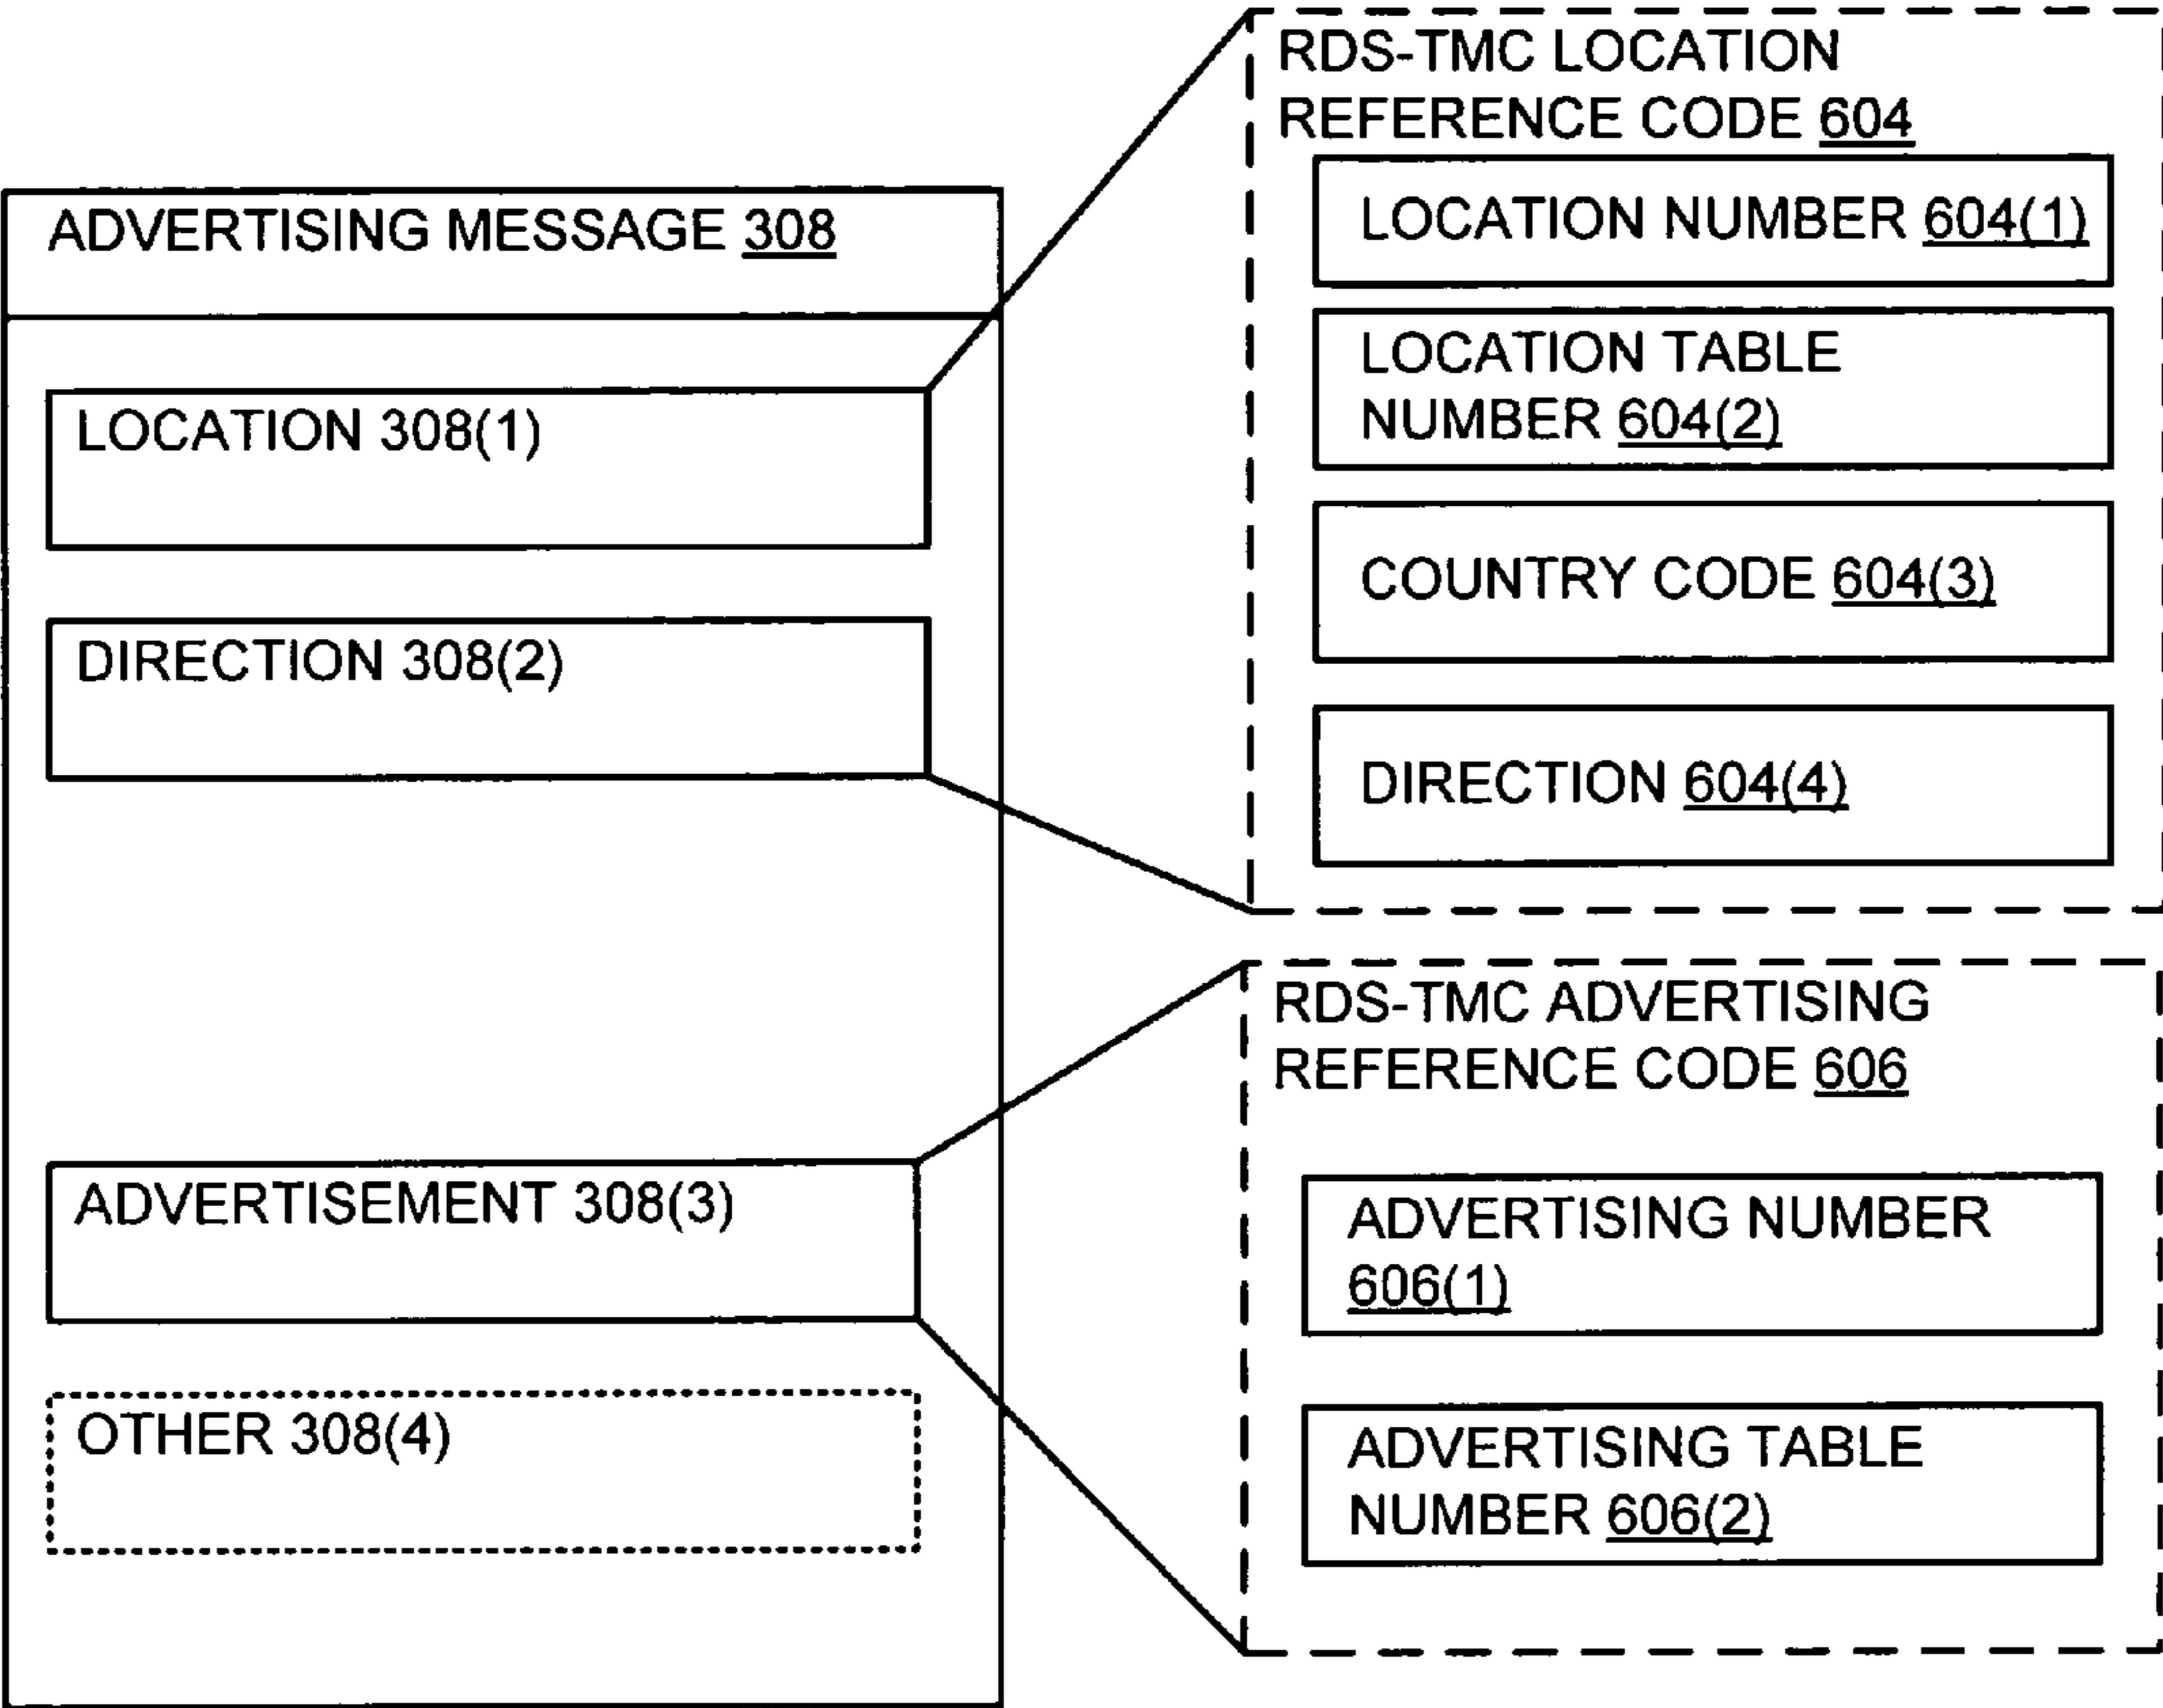 ADVERTISING MESSAGE 308
LOCATION 308(1)
DIRECTION 308(2)
ADVERTISEMENT 308(3)
OTHER 308(4)
RDS-TMC LOCATION
REFERENCE CODE 604
LOCATION NUMBER 604(1)
LOCATION TABLE
NUMBER 604(2)
COUNTRY CODE 604(3)
DIRECTION 604(4)
RDS-TMC ADVERTISING
REFERENCE CODE 606
ADVERTISING NUMBER
606(1)
ADVERTISING TABLE
NUMBER 606(2)